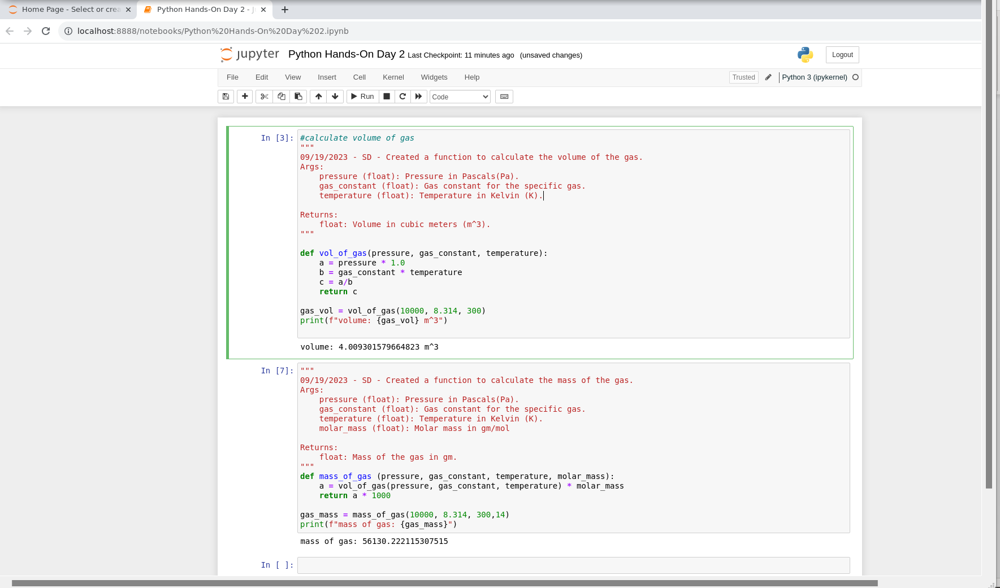 Home Page - Select or crea
Python Hands-On Day 2 - J
localhost:8888/notebooks/Python%20Hands-On%20Day%202.ipynb
jupyter Python Hands-On Day 2 Last Checkpoint: 11 minutes ago (unsaved changes)
Logout
File Edit View Insert Cell Kernel Widgets Help
Trusted Python 3 (ipykernel)
Run Code
In [3]: #calculate volume of gas
"""
09/19/2023 - SD - Created a function to calculate the volume of the gas.
Args:
    pressure (float): Pressure in Pascals(Pa).
    gas_constant (float): Gas constant for the specific gas.
    temperature (float): Temperature in Kelvin (K).
Returns:
    float: Volume in cubic meters (m^3).
"""
def vol_of_gas(pressure, gas_constant, temperature):
    a = pressure * 1.0
    b = gas_constant * temperature
    c = a/b
    return c
gas_vol = vol_of_gas(10000, 8.314, 300)
print(f"volume: {gas_vol} m^3")
volume: 4.009301579664823 m^3
In [7]: """
09/19/2023 - SD - Created a function to calculate the mass of the gas.
Args:
    pressure (float): Pressure in Pascals(Pa).
    gas_constant (float): Gas constant for the specific gas.
    temperature (float): Temperature in Kelvin (K).
    molar_mass (float): Molar mass in gm/mol
Returns:
    float: Mass of the gas in gm.
"""
def mass_of_gas (pressure, gas_constant, temperature, molar_mass):
    a = vol_of_gas(pressure, gas_constant, temperature) * molar_mass
    return a * 1000
gas_mass = mass_of_gas(10000, 8.314, 300,14)
print(f"mass of gas: {gas_mass}")
mass of gas: 56130.222115307515
In [ ]: